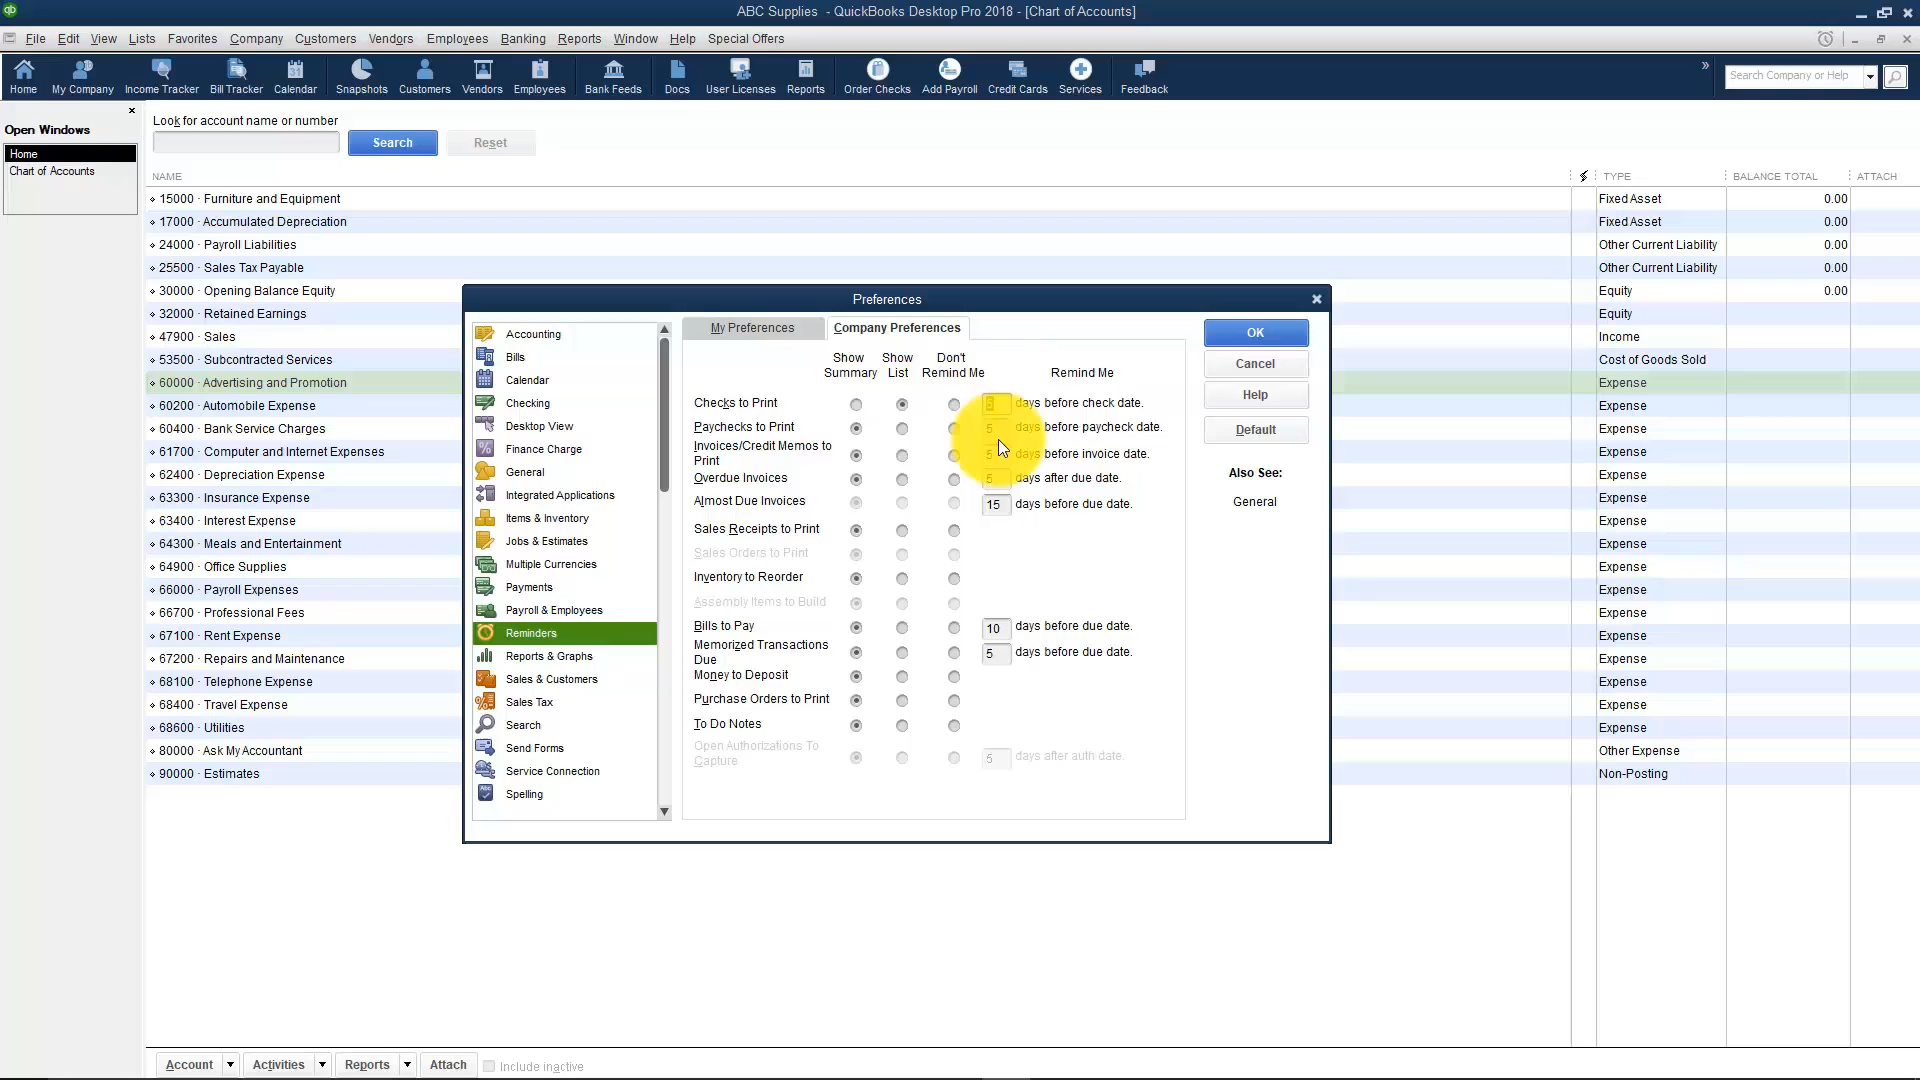 ABC Supplies - QuickBooks Desktop Pro 2018 - [Chart of Accounts]
File Edit View Lists Favorites Company Customers Vendors Employees Banking Reports Window Help Special Offers
Home My Company Income Tracker Bill Tracker Calendar Snapshots Customers Vendors Employees Bank Feeds Docs User Licenses Reports Order Checks Add Payroll Credit Cards Services Feedback » Search Company or Help
Open Windows
Home
Chart of Accounts
Look for account name or number
Search Reset
NAME TYPE BALANCE TOTAL ATTACH
15000 · Furniture and Equipment Fixed Asset 0.00
17000 · Accumulated Depreciation Fixed Asset 0.00
24000 · Payroll Liabilities Other Current Liability 0.00
25500 · Sales Tax Payable Other Current Liability 0.00
30000 · Opening Balance Equity Equity 0.00
32000 · Retained Earnings Equity
47900 · Sales Income
53500 · Subcontracted Services Cost of Goods Sold
60000 · Advertising and Promotion Expense
60200 · Automobile Expense Expense
60400 · Bank Service Charges Expense
61700 · Computer and Internet Expenses Expense
62400 · Depreciation Expense Expense
63300 · Insurance Expense Expense
63400 · Interest Expense Expense
64300 · Meals and Entertainment Expense
64900 · Office Supplies Expense
66000 · Payroll Expenses Expense
66700 · Professional Fees Expense
67100 · Rent Expense Expense
67200 · Repairs and Maintenance Expense
68100 · Telephone Expense Expense
68400 · Travel Expense Expense
68600 · Utilities Expense
80000 · Ask My Accountant Other Expense
90000 · Estimates Non-Posting
Preferences
Accounting
Bills
Calendar
Checking
Desktop View
Finance Charge
General
Integrated Applications
Items & Inventory
Jobs & Estimates
Multiple Currencies
Payments
Payroll & Employees
Reminders
Reports & Graphs
Sales & Customers
Sales Tax
Search
Send Forms
Service Connection
Spelling
My Preferences Company Preferences
Show Show Don't
Summary List Remind Me Remind Me
Checks to Print days before check date.
Paychecks to Print 5 days before paycheck date.
Invoices/Credit Memos to
Print 5 days before invoice date.
Overdue Invoices 5 days after due date.
Almost Due Invoices 15 days before due date.
Sales Receipts to Print
Sales Orders to Print
Inventory to Reorder
Assembly Items to Build
Bills to Pay 10 days before due date.
Memorized Transactions
Due 5 days before due date.
Money to Deposit
Purchase Orders to Print
To Do Notes
Open Authorizations To
Capture 5 days after auth date.
OK
Cancel
Help
Default
Also See:
General
Account Activities Reports Attach Include inactive